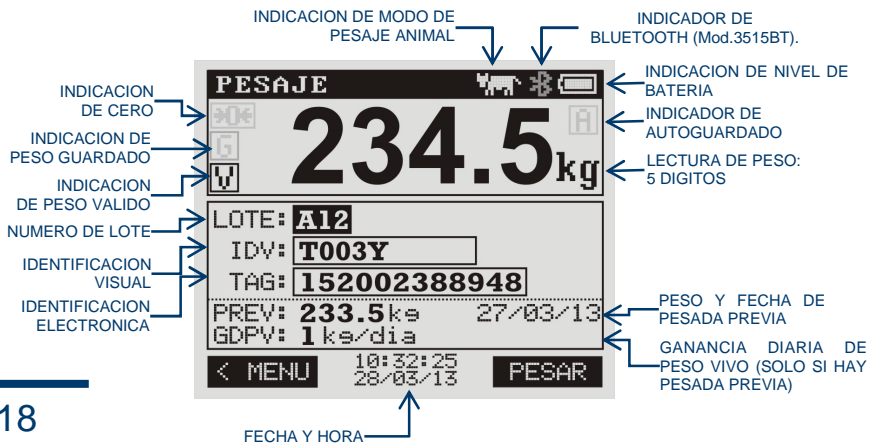 INDICACION DE MODO DE
PESAJE ANIMAL
INDICADOR DE
BLUETOOTH (Mod.3515BT).
INDICACION DE NIVEL DE
BATERIA
INDICACION
DE CERO
INDICADOR DE
AUTOGUARDADO
INDICACION DE
PESO GUARDADO
LECTURA DE PESO:
5 DIGITOS
INDICACION
DE PESO VALIDO
NUMERO DE LOTE
IDENTIFICACION
VISUAL
IDENTIFICACION
ELECTRONICA
PESO Y FECHA DE
PESADA PREVIA
GANANCIA DIARIA DE
PESO VIVO (SOLO SI HAY
PESADA PREVIA)
PESAJE
>0<
G
V
A
234.5kg
LOTE: A12
IDV: T003Y
TAG: 152002388948
PREV: 233.5kg 27/03/13
GDPV: 1kg/dia
< MENU
10:32:25
28/03/13
PESAR
18
FECHA Y HORA